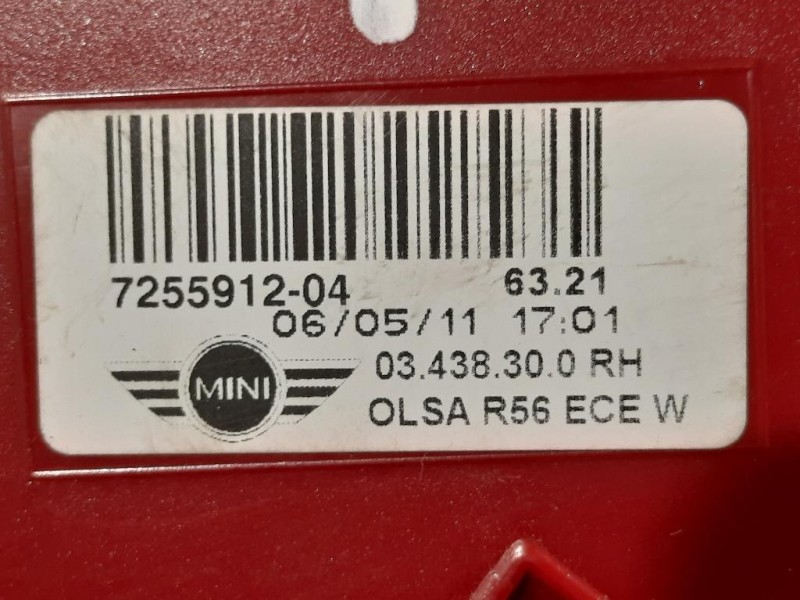 7255912-04 63.21
06/05/11 17:01
03.438.30.0 RH
MINI
OLSA R56 ECE W